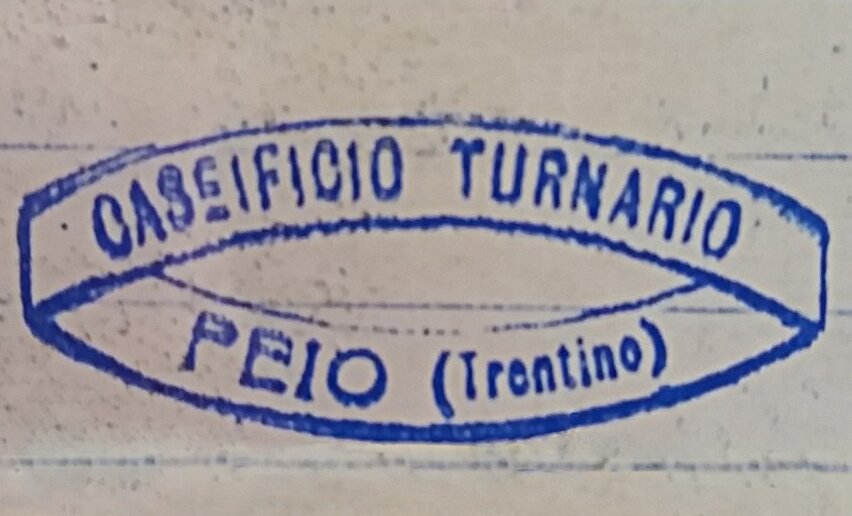 CASEIFICIO TURNARIO
PEIO (Trentino)